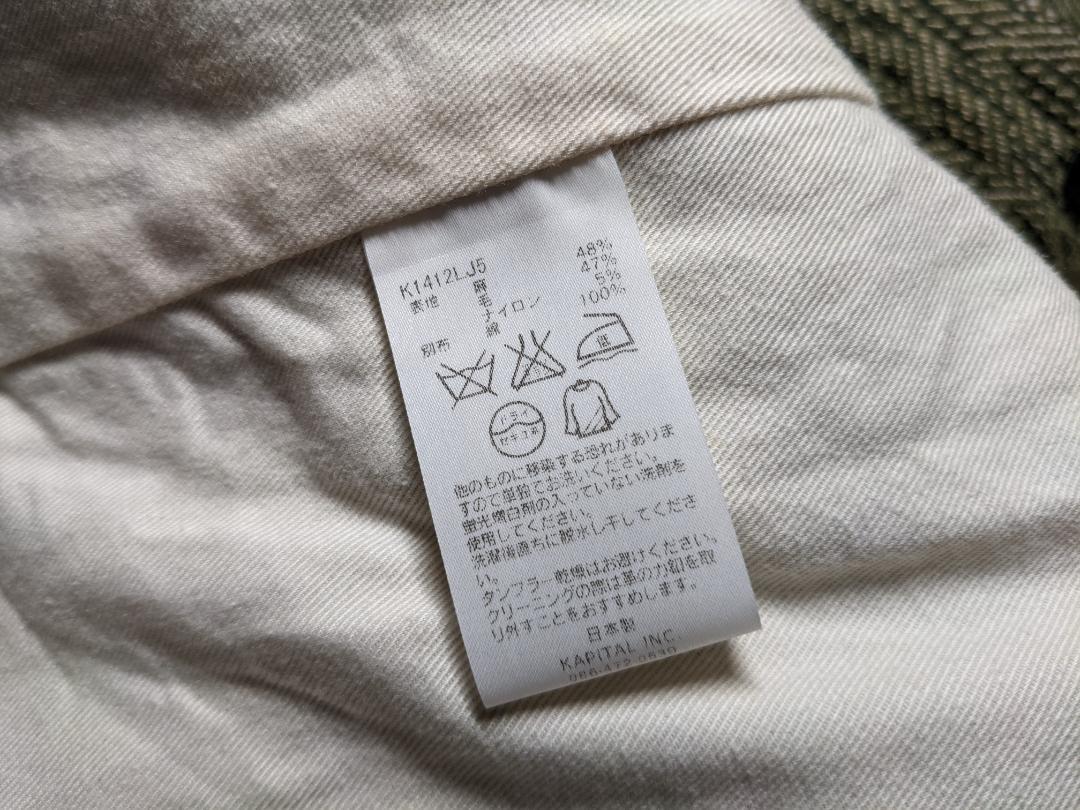 K1412LJ5
表地 麻 48%
毛 47%
ナイロン 5%
別布 綿 100%
低
ドライ
セキユ系
他のものに移染する恐れがありま
すので単独でお洗いください。
蛍光増白剤の入っていない洗剤を
使用してください。
洗濯後直ちに脱水し干してくださ
い。
タンブラー乾燥はお避けください。
クリーニングの際は革の力釦を取
り外すことをおすすめします。
日本製
KAPITAL INC.
086-472-0890